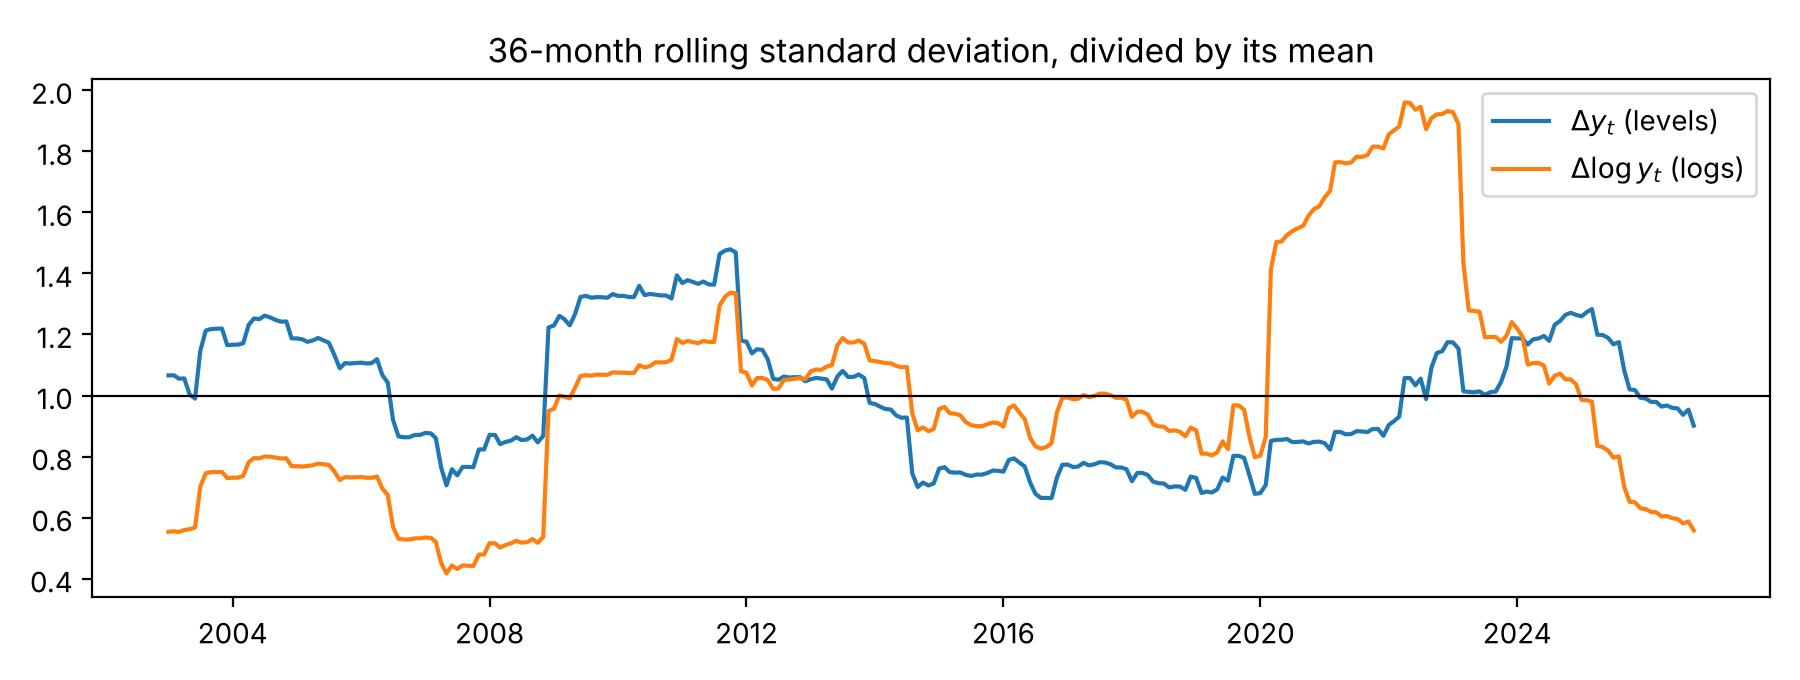 36-month rolling standard deviation, divided by its mean
2.0
1.8
1.6
1.4
1.2
1.0
0.8
0.6
0.4
Δy_t (levels)
Δlog y_t (logs)
2004 2008 2012 2016 2020 2024